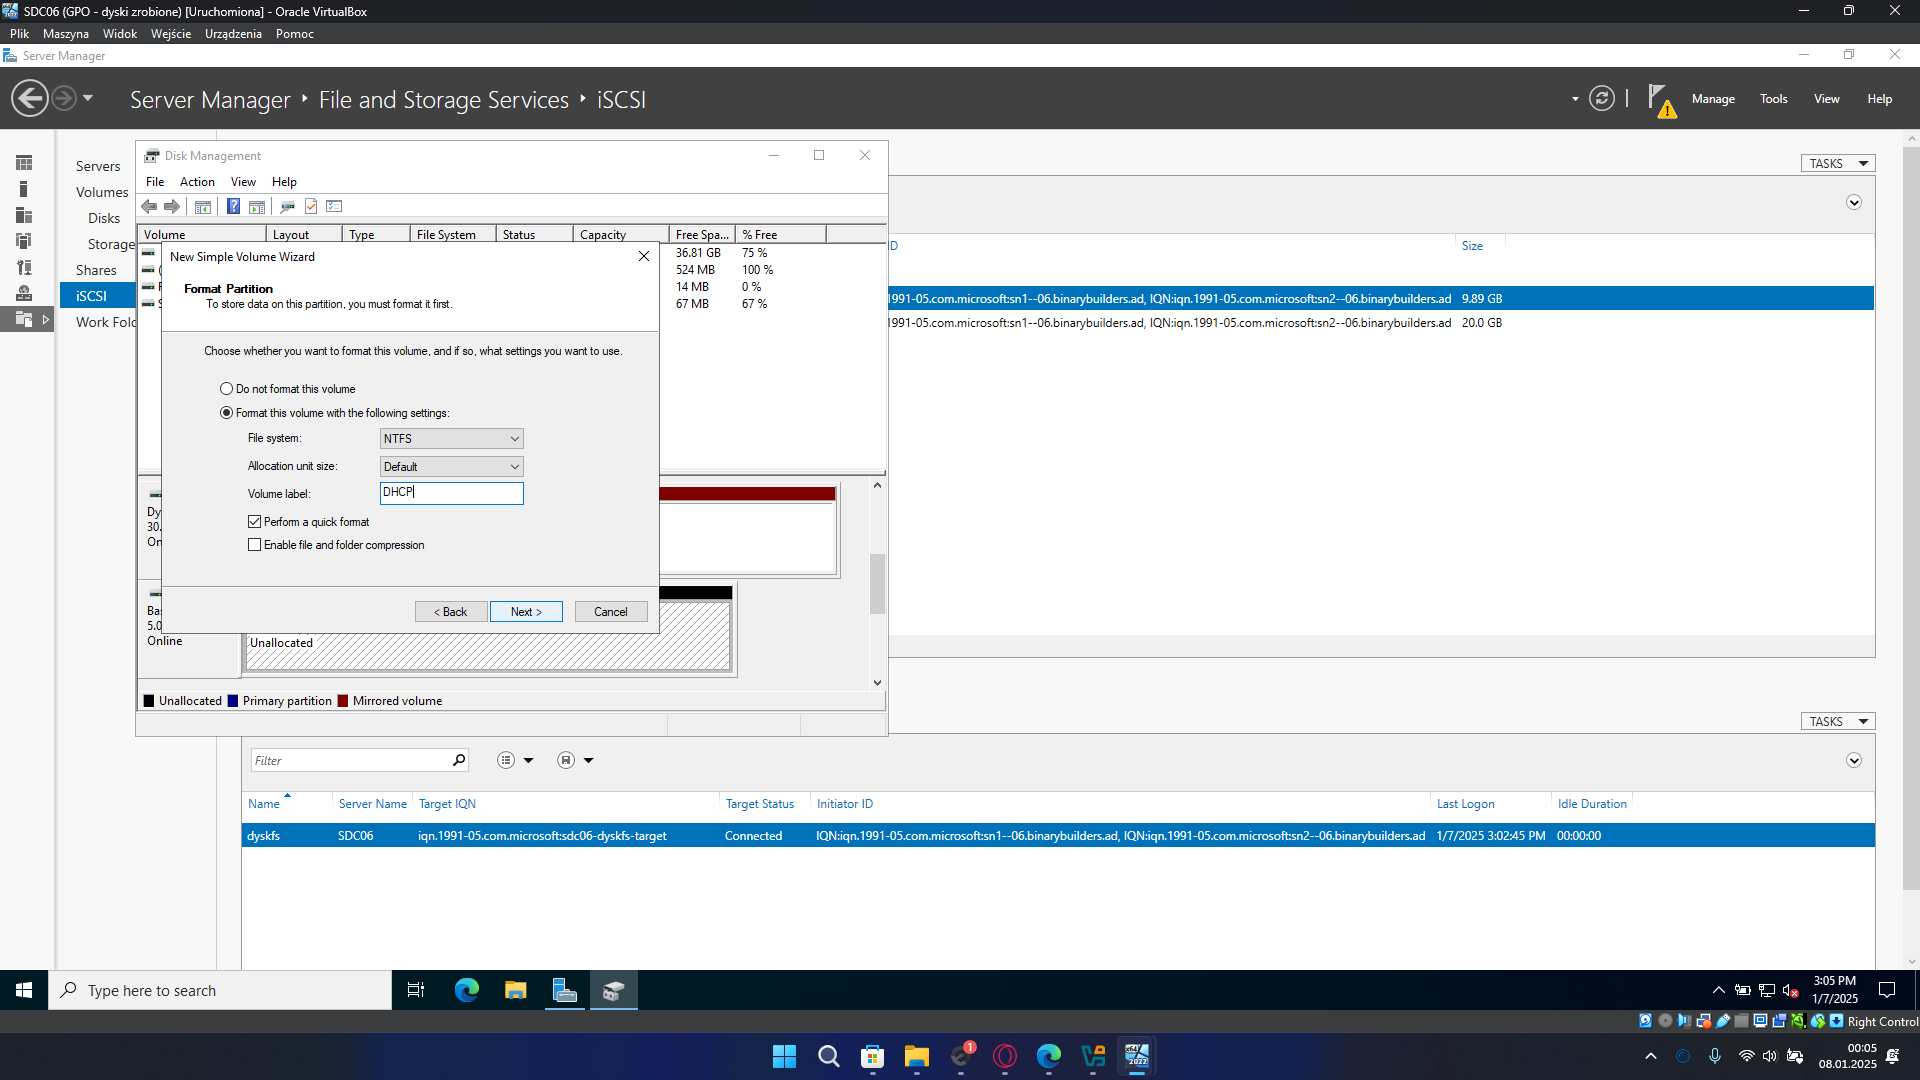 SDC06 (GPO - dyski zrobione) [Uruchomiona] - Oracle VirtualBox
Plik Maszyna Widok Wejście Urządzenia Pomoc
Server Manager
Server Manager File and Storage Services iSCSI
Manage Tools View Help
Servers
Volumes
Disks
Storage
Shares
iSCSI
Work Fol
TASKS
Size
1991-05.com.microsoft:sn1--06.binarybuilders.ad, IQN:iqn.1991-05.com.microsoft:sn2--06.binarybuilders.ad 9.89 GB
1991-05.com.microsoft:sn1--06.binarybuilders.ad, IQN:iqn.1991-05.com.microsoft:sn2--06.binarybuilders.ad 20.0 GB
Disk Management
File Action View Help
Volume Layout Type File System Status Capacity Free Spa... % Free
36.81 GB 75 %
524 MB 100 %
14 MB 0 %
67 MB 67 %
New Simple Volume Wizard
Format Partition
To store data on this partition, you must format it first.
Choose whether you want to format this volume, and if so, what settings you want to use.
Do not format this volume
Format this volume with the following settings:
File system: NTFS
Allocation unit size: Default
Volume label: DHCP
Perform a quick format
Enable file and folder compression
< Back Next > Cancel
Dy
30.
On
Ba
5.0
Online
Unallocated
Unallocated Primary partition Mirrored volume
TASKS
Filter
Name Server Name Target IQN Target Status Initiator ID Last Logon Idle Duration
dyskfs SDC06 iqn.1991-05.com.microsoft:sdc06-dyskfs-target Connected IQN:iqn.1991-05.com.microsoft:sn1--06.binarybuilders.ad, IQN:iqn.1991-05.com.microsoft:sn2--06.binarybuilders.ad 1/7/2025 3:02:45 PM 00:00:00
Type here to search
3:05 PM
1/7/2025
Right Control
1
2022
00:05
08.01.2025